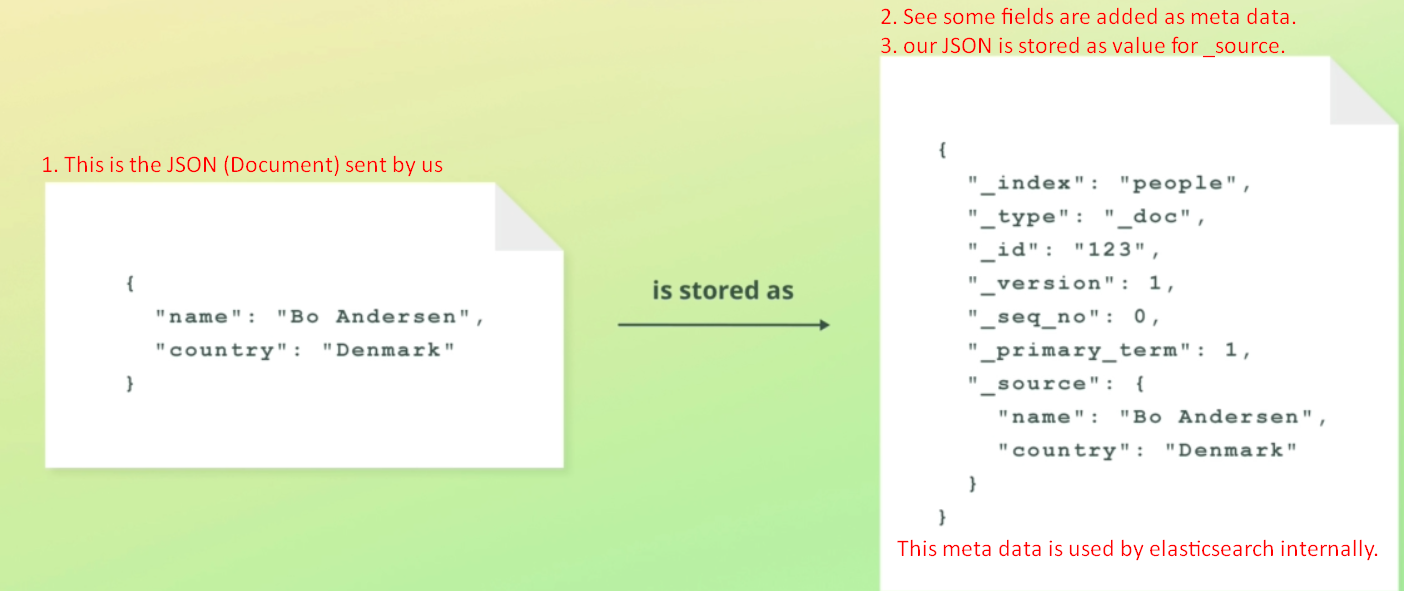 1. This is the JSON (Document) sent by us
{
"name": "Bo Andersen",
"country": "Denmark"
}
is stored as
2. See some fields are added as meta data.
3. our JSON is stored as value for _source.
{
"_index": "people",
"_type": "_doc",
"_id": "123",
"_version": 1,
"_seq_no": 0,
"_primary_term": 1,
"_source": {
"name": "Bo Andersen",
"country": "Denmark"
}
}
This meta data is used by elasticsearch internally.